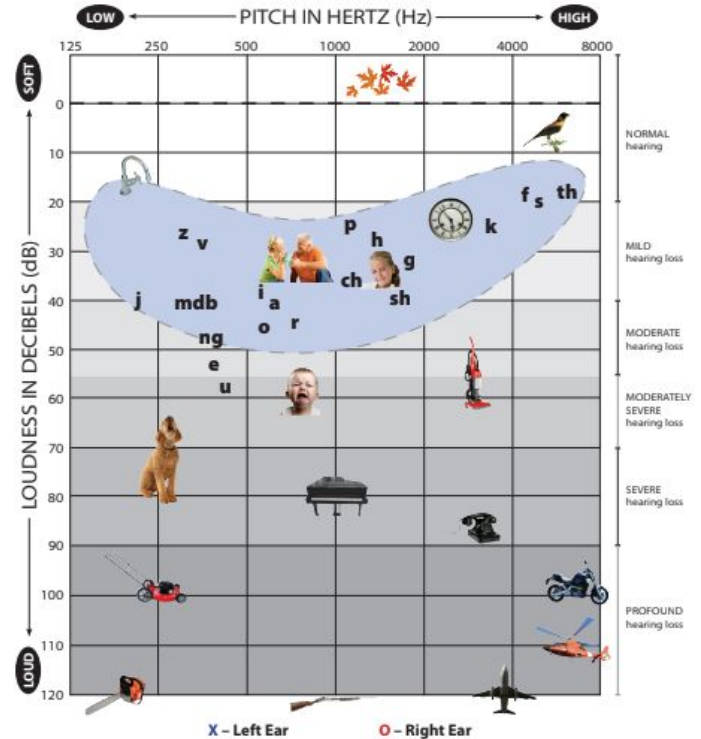 LOW PITCH IN HERTZ (Hz) HIGH
125 250 500 1000 2000 4000 8000
SOFT
LOUDNESS IN DECIBELS (dB)
LOUD
0
10
20
30
40
50
60
70
80
90
100
110
120
z
v
j
mdb
ng
e
u
i
a
o
r
p
h
g
ch
sh
k
f
s
th
NORMAL
hearing
MILD
hearing loss
MODERATE
hearing loss
MODERATELY
SEVERE
hearing loss
SEVERE
hearing loss
PROFOUND
hearing loss
X – Left Ear O – Right Ear